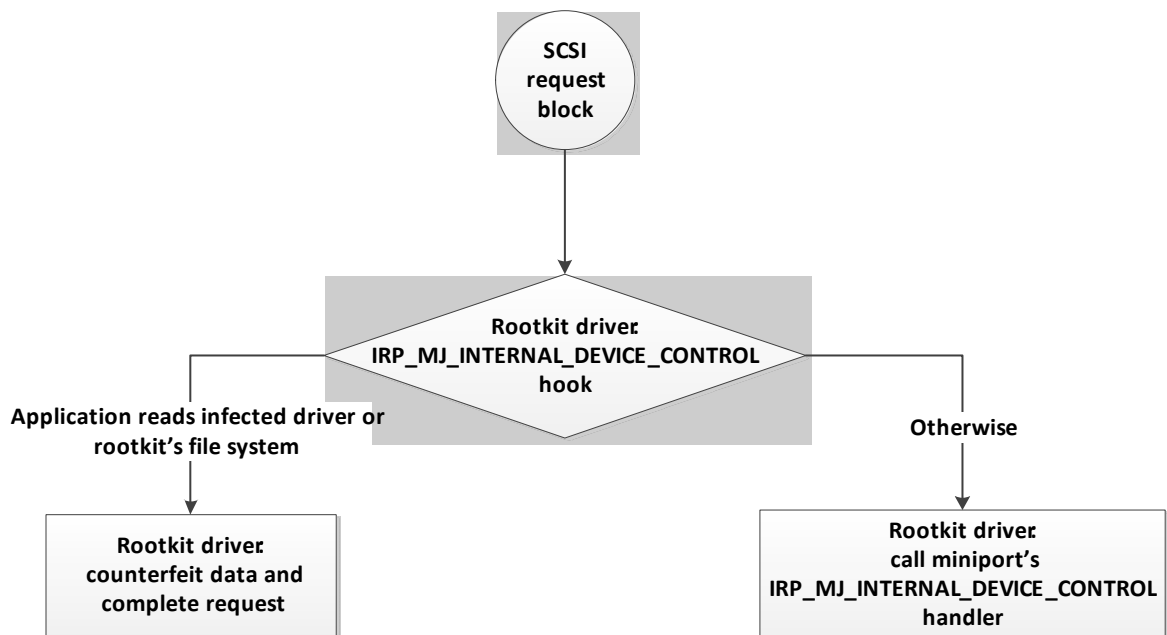 SCSI
request
block
Rootkit driver:
IRP_MJ_INTERNAL_DEVICE_CONTROL
hook
Application reads infected driver or
rootkit's file system
Otherwise
Rootkit driver:
counterfeit data and
complete request
Rootkit driver:
call miniport's
IRP_MJ_INTERNAL_DEVICE_CONTROL
handler